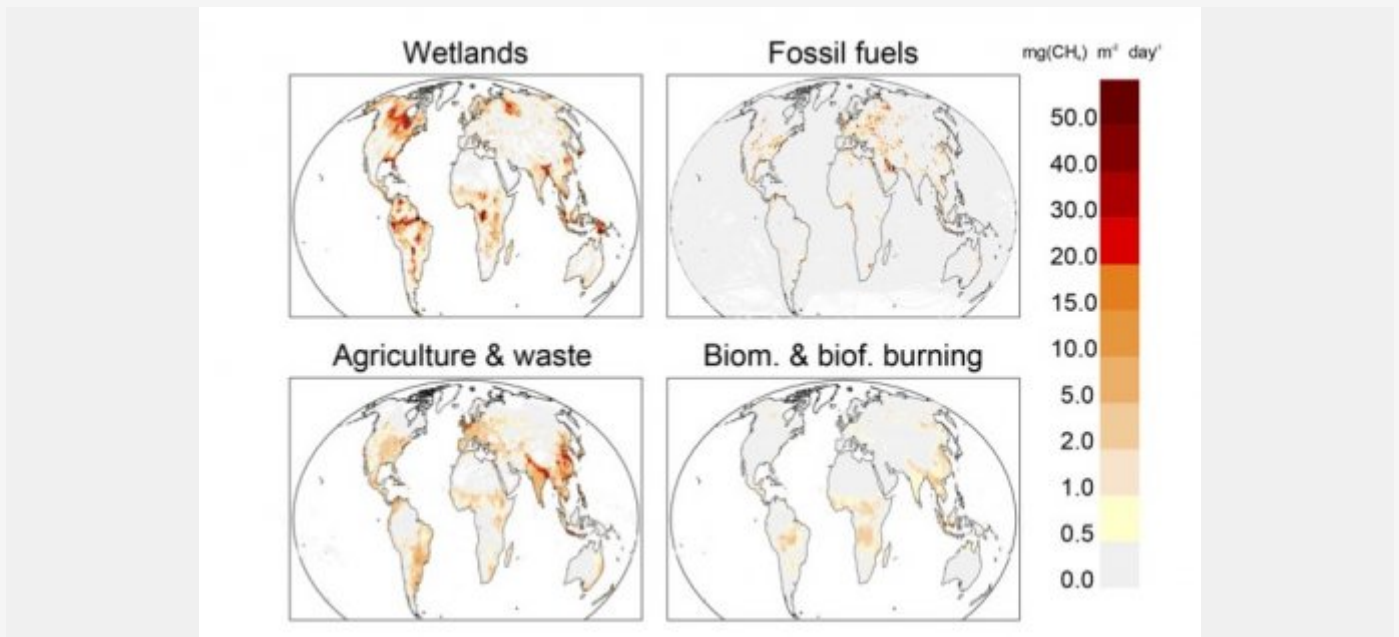 Wetlands
Fossil fuels
mg(CH₄) m⁻² day⁻¹
50.0
40.0
30.0
20.0
15.0
10.0
5.0
2.0
1.0
0.5
0.0
Agriculture & waste
Biom. & biof. burning